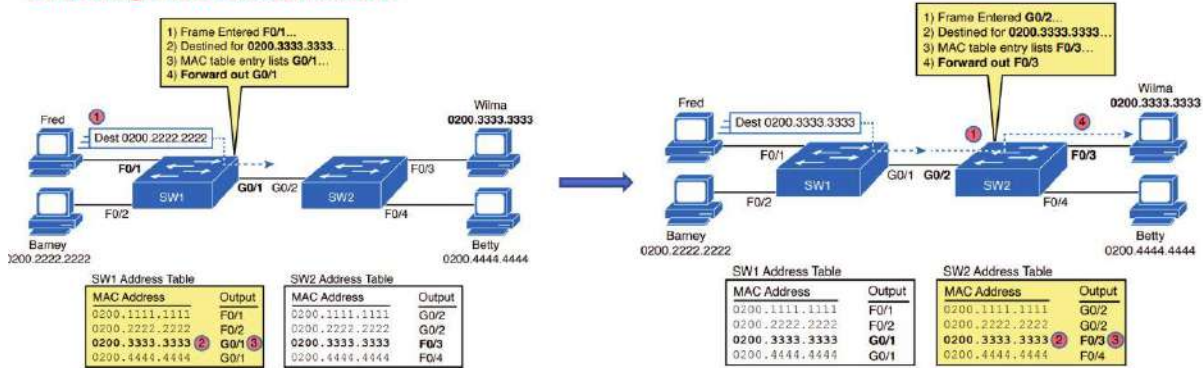 1) Frame Entered F0/1...
2) Destined for 0200.3333.3333...
3) MAC table entry lists G0/1...
4) Forward out G0/1
Fred
1
Dest 0200.2222.2222
Wilma
0200.3333.3333
F0/1
G0/1
G0/2
F0/3
SW1
SW2
F0/2
F0/4
Barney
0200.2222.2222
Betty
0200.4444.4444
SW1 Address Table
MAC Address Output
0200.1111.1111 F0/1
0200.2222.2222 F0/2
0200.3333.3333 2 G0/1 3
0200.4444.4444 G0/1
SW2 Address Table
MAC Address Output
0200.1111.1111 G0/2
0200.2222.2222 G0/2
0200.3333.3333 F0/3
0200.4444.4444 F0/4
1) Frame Entered G0/2...
2) Destined for 0200.3333.3333...
3) MAC table entry lists F0/3...
4) Forward out F0/3
Fred
Dest 0200.3333.3333
1
4
Wilma
0200.3333.3333
F0/1
G0/1
G0/2
F0/3
SW1
SW2
F0/2
F0/4
Barney
0200.2222.2222
Betty
0200.4444.4444
SW1 Address Table
MAC Address Output
0200.1111.1111 F0/1
0200.2222.2222 F0/2
0200.3333.3333 G0/1
0200.4444.4444 G0/1
SW2 Address Table
MAC Address Output
0200.1111.1111 G0/2
0200.2222.2222 G0/2
0200.3333.3333 2 F0/3 3
0200.4444.4444 F0/4